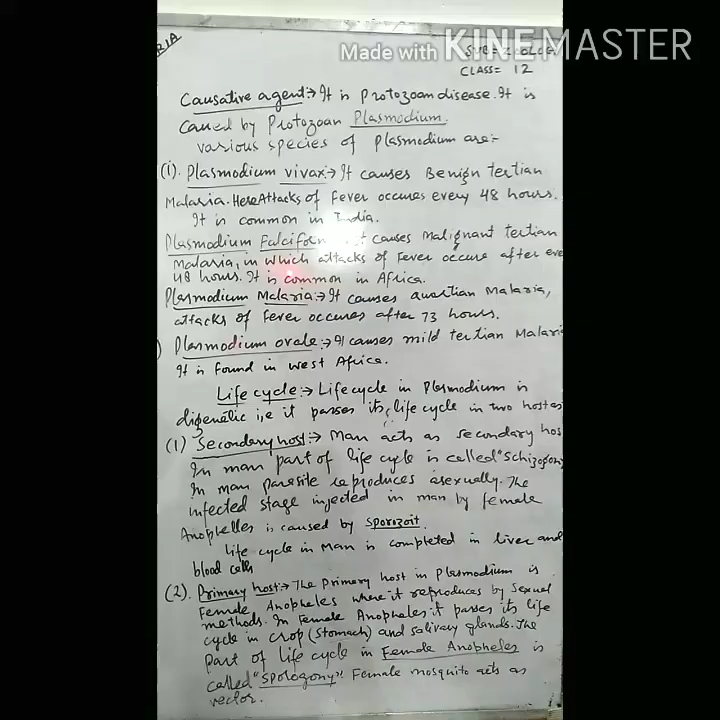 RIA
Made with KINEMASTER
SUB= ZOOLOG
CLASS= 12
Causative agent:→ It is Protozoan disease. It is
caused by Protozoan Plasmodium.
various species of Plasmodium are:-
(i). Plasmodium vivax:→ It causes Benign tertian
Malaria. Here Attacks of Fever occures every 48 hours.
It is common in India.
Plasmodium Falcifor causes Malignant tertian
Malaria, in which attacks of Fever occure after eve
48 hours. It is common in Africa.
Plasmodium Malaria:→ It causes quartian Malaria,
attacks of Fever occures after 73 hours.
) Plasmodium ovale:→ It causes mild tertian Malari
It is Found in west Africa.
Life cycle:→ Life cycle in Plasmodium is
digenetic i,e it passes its life cycle in two host as
(1) Secondary host:→ Man acts as secondary hos
In man part of life cycle is called "Schizogony
In man parasite reproduces asexually. The
infected stage injected in man by female
Anophelles is caused by sporozoit.
life cycle in Man is completed in liver and
blood cells
(2). Primary host:→ The Primary host in Plasmodium is
Female Anopheles where it reproduces by Sexual
methods. In Female Anopheles it passes its life
cycle in crop (Stomach) and salivary glands. The
part of life cycle in Female Anopheles is
called "Sporogony". Female mosquito acts as
vector.